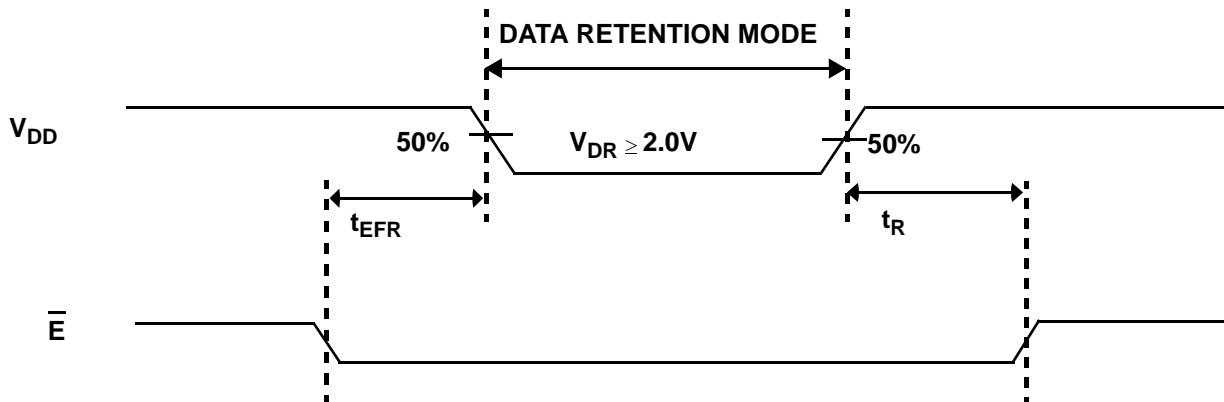 DATA RETENTION MODE
V_DD
50%
V_DR ≥ 2.0V
50%
t_EFR
t_R
E̅